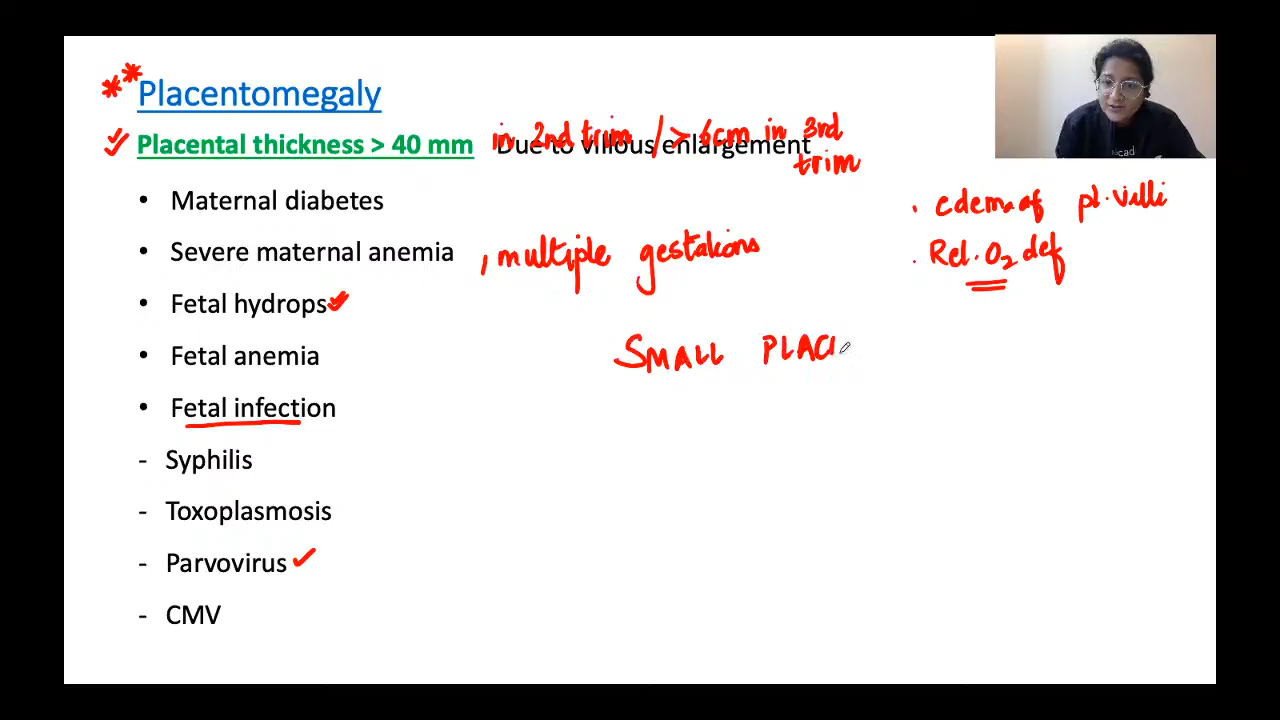 ** Placentomegaly
Placental thickness > 40 mm Due to villous enlargement
in 2nd trim / > 6cm in 3rd
trim
• Maternal diabetes
• Severe maternal anemia , multiple gestations
• Fetal hydrops
• Fetal anemia
• Fetal infection
- Syphilis
- Toxoplasmosis
- Parvovirus
- CMV
. edema of pl. villi
. Rel. O2 def
SMALL PLAC